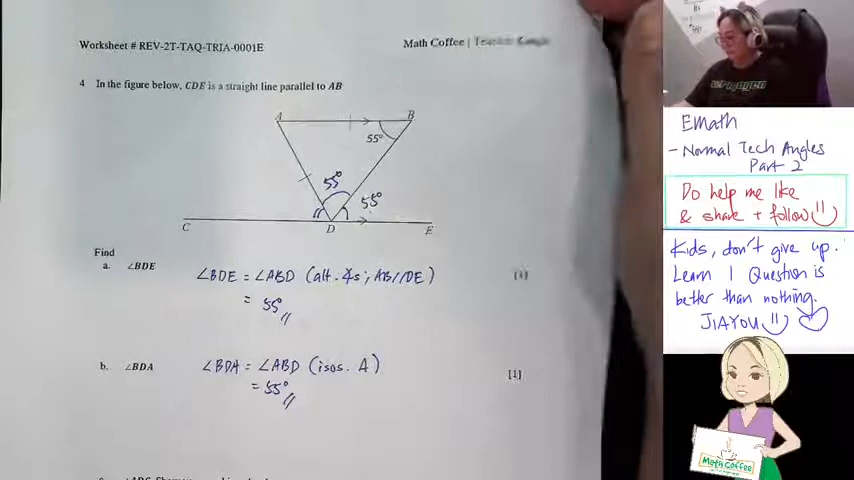 Worksheet # REV-2T-TAQ-TRIA-0001E
Math Coffee |
4 In the figure below, CDE is a straight line parallel to AB
A
B
55°
55°
55°
C
D
E
Find
a. ∠BDE
∠BDE = ∠ABD (alt. ∠s, AB//DE)
= 55°
[1]
b. ∠BDA
∠BDA = ∠ABD (isos. Δ)
= 55°
[1]
EMath
- Normal Tech Angles
Part 2
Do help me like
& share + follow
Kids, don't give up.
Learn 1 Question is
better than nothing.
JIAYOU
Math Coffee